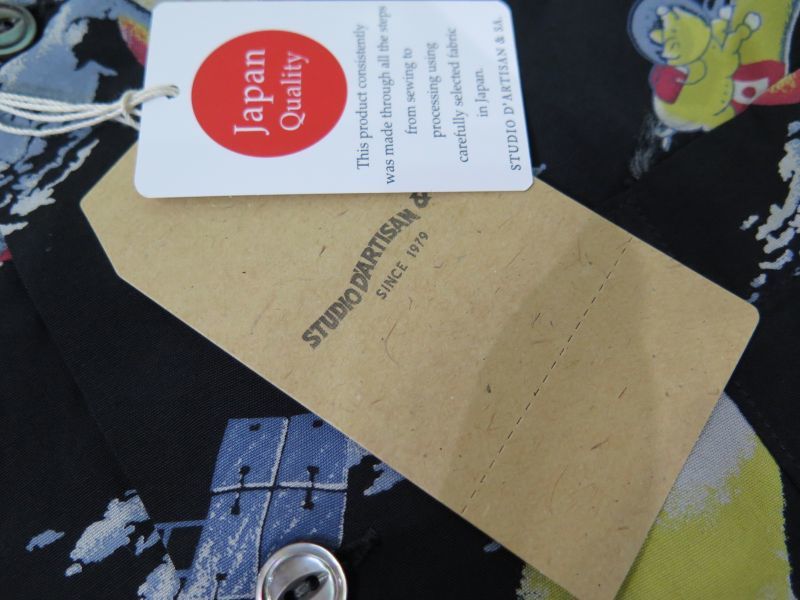 Japan
Quality
This product consistently
was made through all the steps
from sewing to
processing using
carefully selected fabric
in Japan.
STUDIO D'ARTISAN & SA.
STUDIO D'ARTISAN &
SINCE 1979